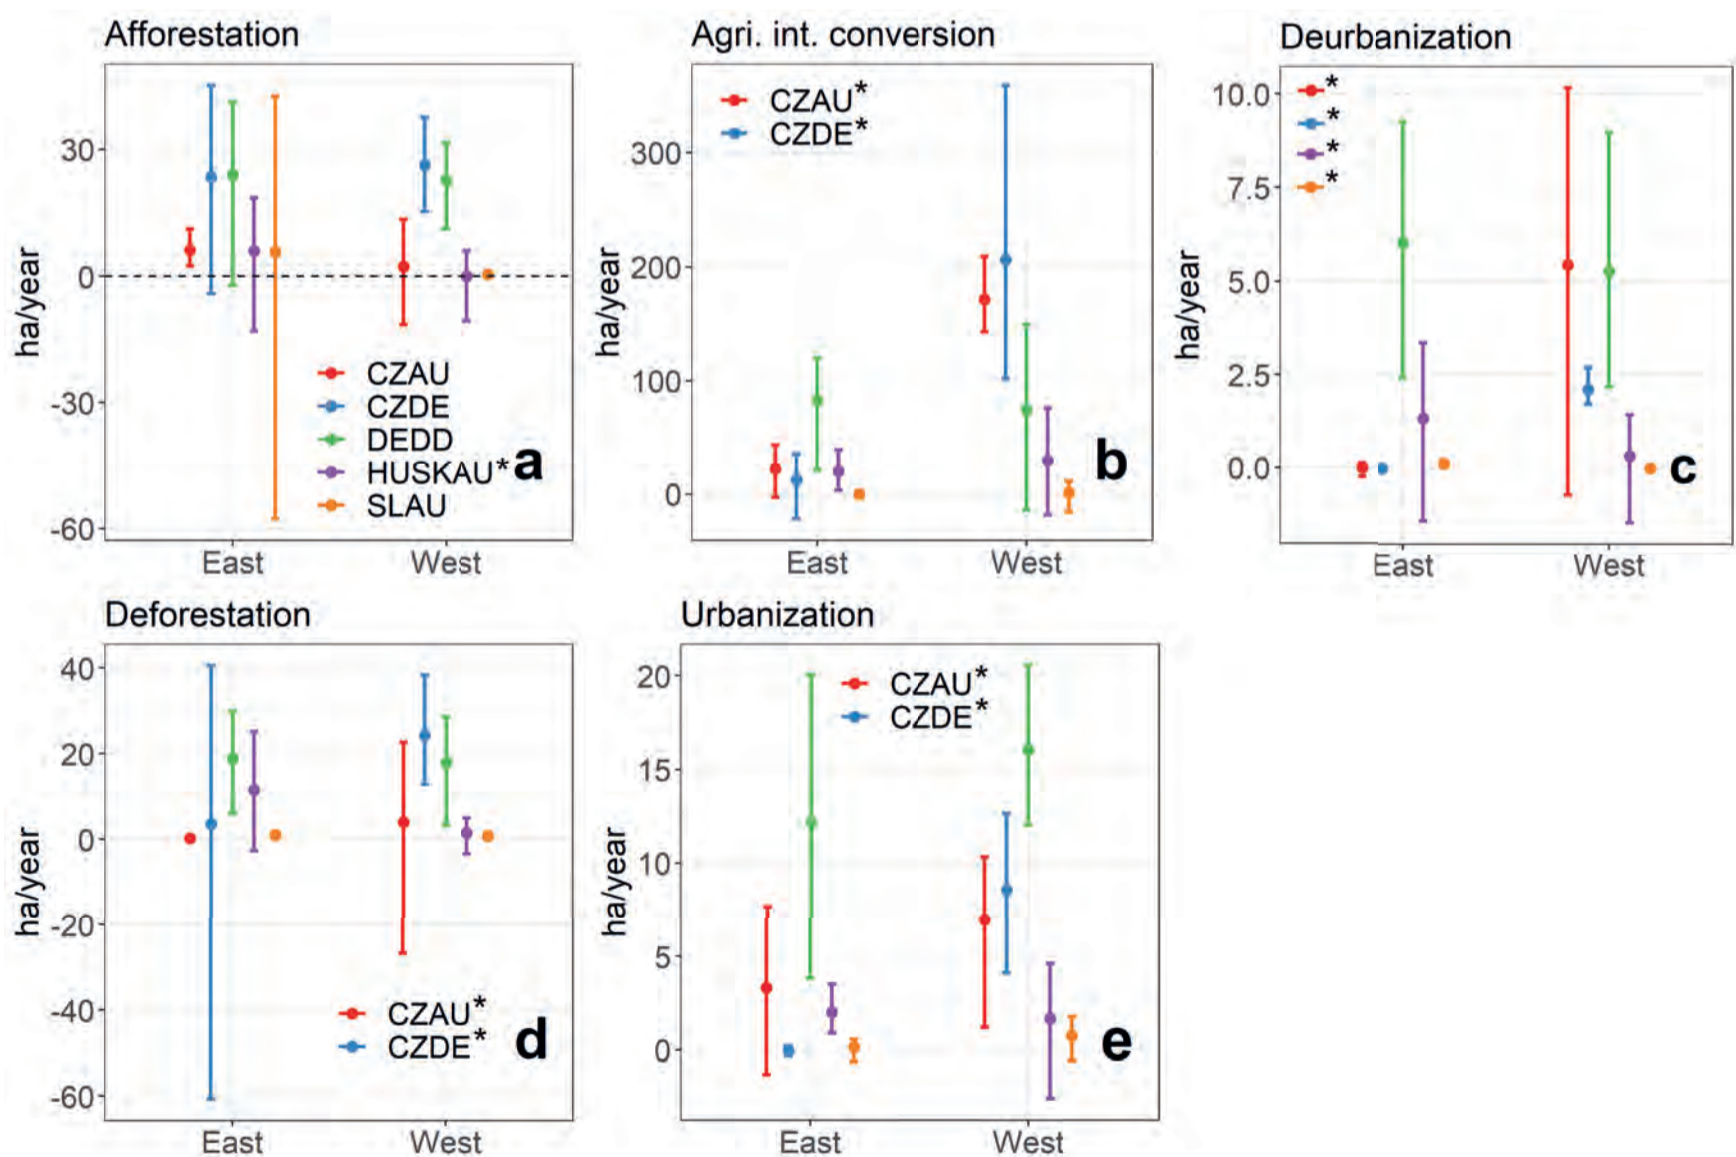 Afforestation
ha/year
30
0
-30
-60
CZAU
CZDE
DEDD
HUSKAU*
SLAU
a
East West
Agri. int. conversion
ha/year
300
200
100
0
CZAU*
CZDE*
b
East West
Deurbanization
ha/year
10.0
7.5
5.0
2.5
0.0
*
*
*
*
c
East West
Deforestation
ha/year
40
20
0
-20
-40
-60
CZAU*
CZDE*
d
East West
Urbanization
ha/year
20
15
10
5
0
CZAU*
CZDE*
e
East West